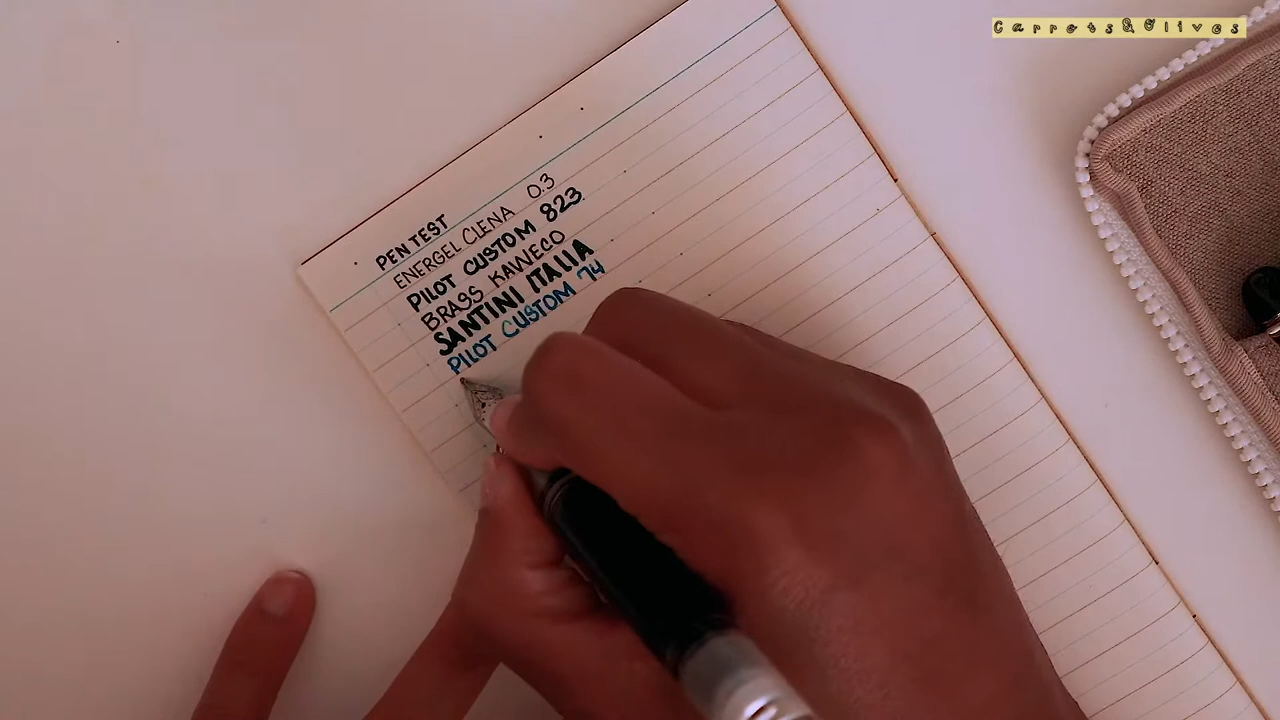 Carrots&Olives
PEN TEST
ENERGEL CLENA 0.3
PILOT CUSTOM 823
BRASS KAWECO
SANTINI ITALIA
PILOT CUSTOM 74